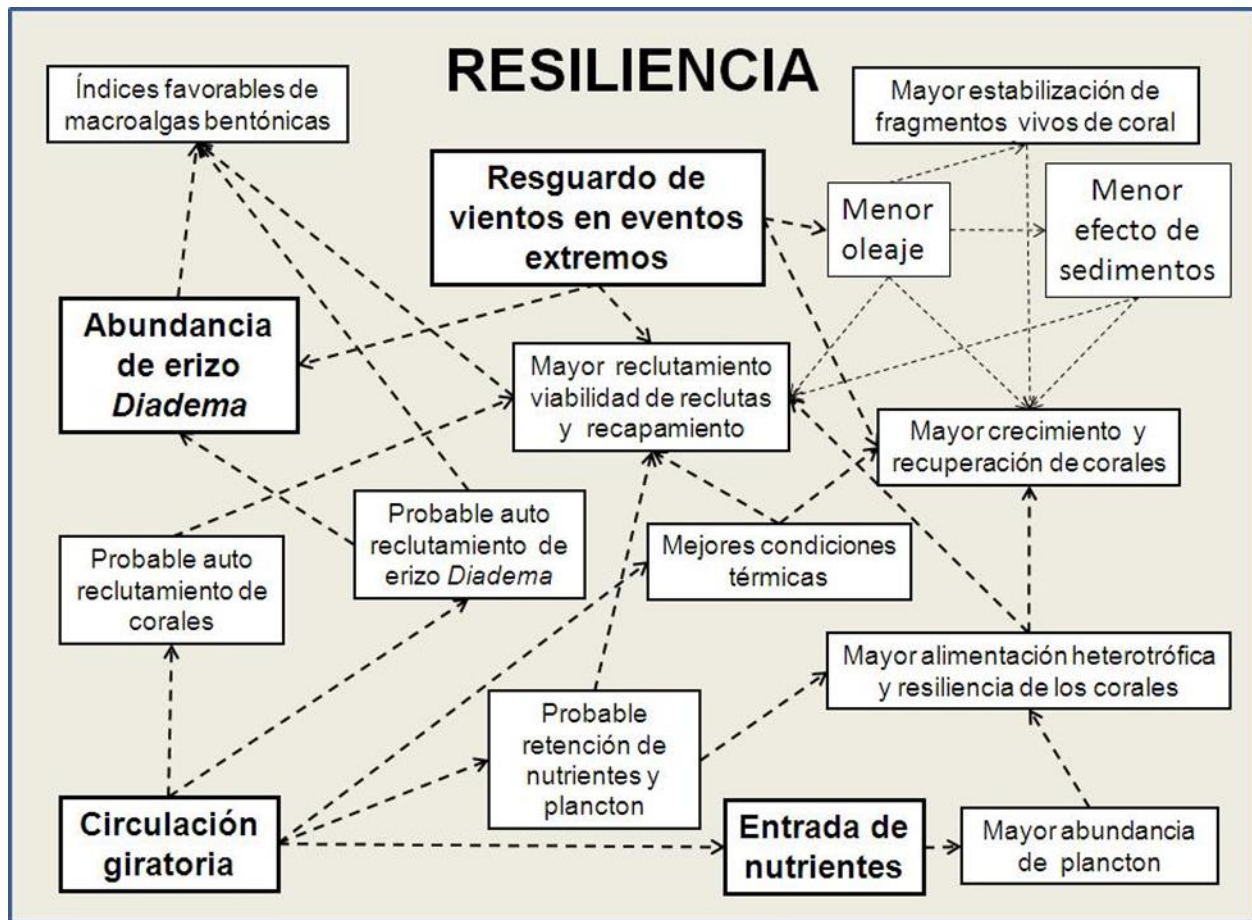 RESILIENCIA
Índices favorables de
macroalgas bentónicas
Mayor estabilización de
fragmentos vivos de coral
Resguardo de
vientos en eventos
extremos
Menor
oleaje
Menor
efecto de
sedimentos
Abundancia
de erizo
Diadema
Mayor reclutamiento
viabilidad de reclutas
y recapamiento
Mayor crecimiento y
recuperación de corales
Probable auto
reclutamiento de
erizo Diadema
Mejores condiciones
térmicas
Probable auto
reclutamiento de
corales
Mayor alimentación heterotrófica
y resiliencia de los corales
Probable
retención de
nutrientes y
plancton
Circulación
giratoria
Entrada de
nutrientes
Mayor abundancia
de plancton